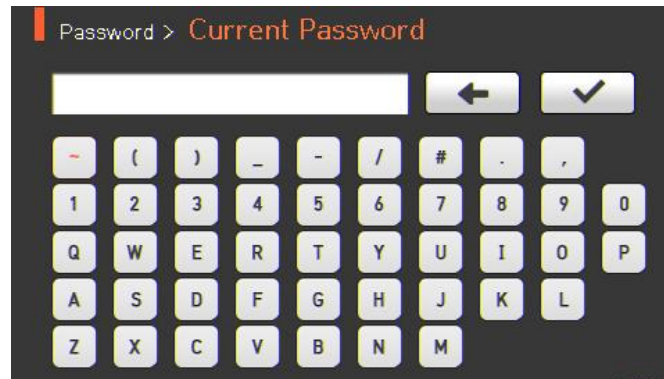 Password > Current Password
~ ( ) _ - / # . ,
1 2 3 4 5 6 7 8 9 0
Q W E R T Y U I O P
A S D F G H J K L
Z X C V B N M